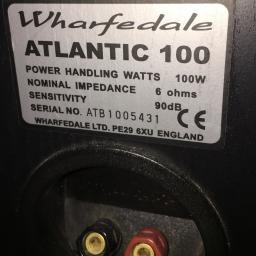 Wharfedale
ATLANTIC 100
POWER HANDLING WATTS 100W
NOMINAL IMPEDANCE 6 ohms
SENSITIVITY 90dB
SERIAL NO. ATB1005431 CE
WHARFEDALE LTD. PE29 6XU ENGLAND